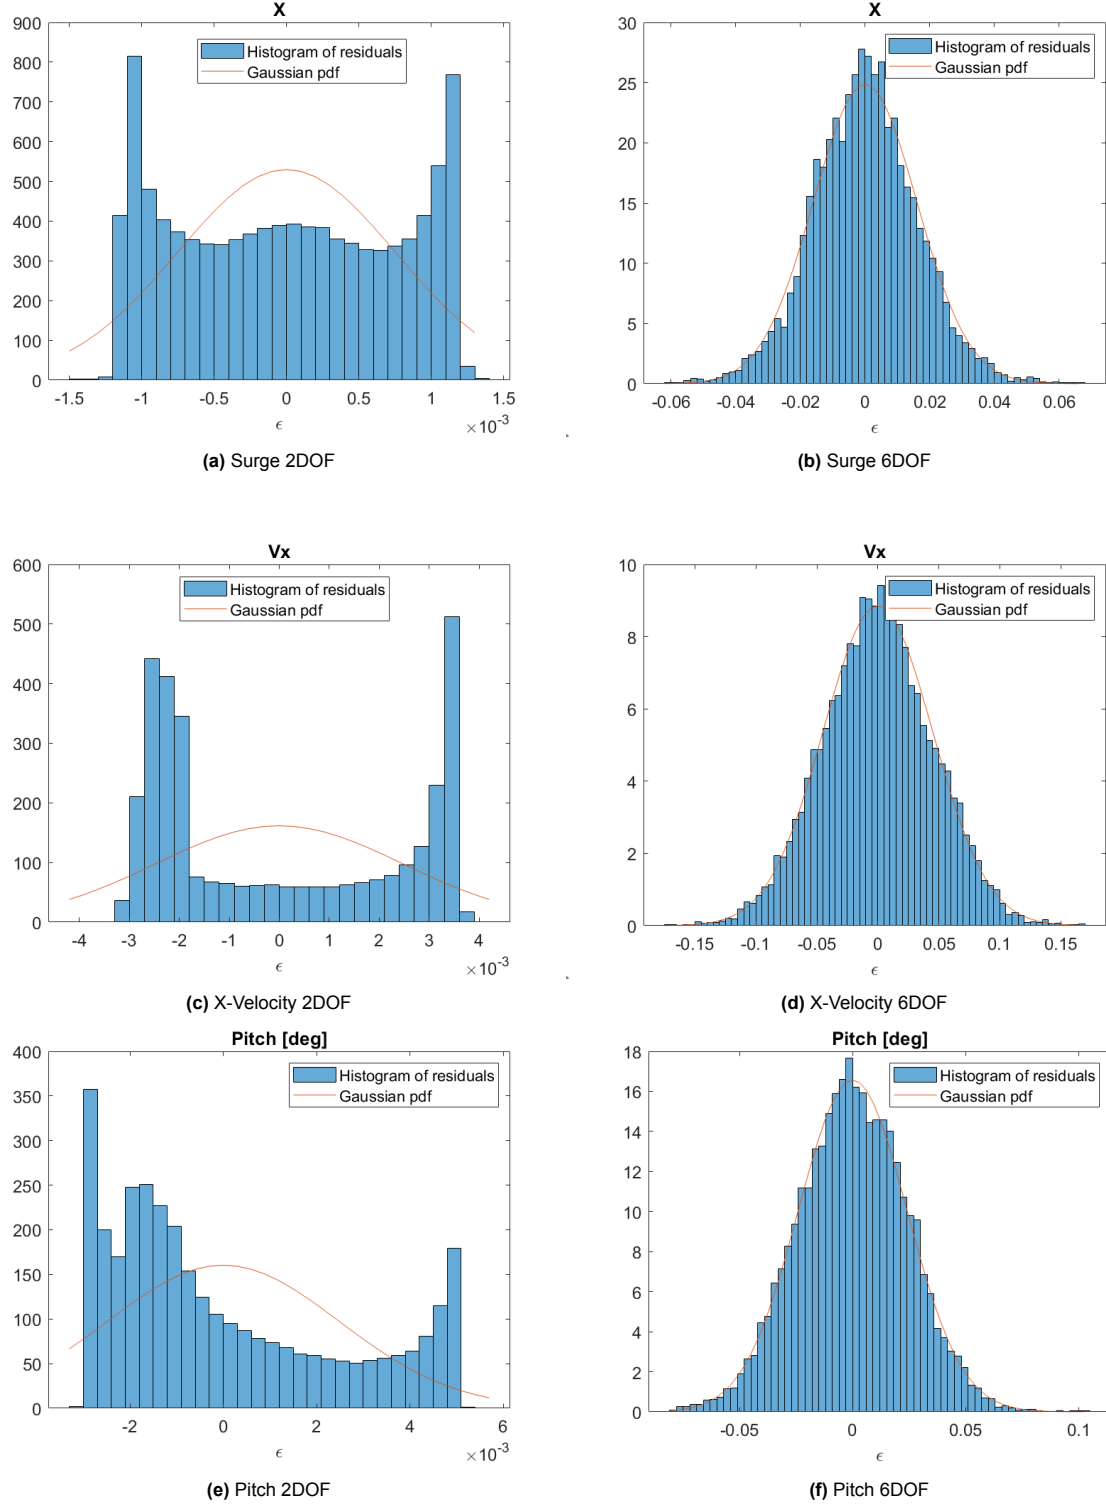 X
900
800
700
600
500
400
300
200
100
0
Histogram of residuals
Gaussian pdf
-1.5 -1 -0.5 0 0.5 1 1.5
×10⁻³
ϵ
(a) Surge 2DOF
X
30
25
20
15
10
5
0
Histogram of residuals
Gaussian pdf
-0.06 -0.04 -0.02 0 0.02 0.04 0.06
ϵ
(b) Surge 6DOF
Vx
600
500
400
300
200
100
0
Histogram of residuals
Gaussian pdf
-4 -3 -2 -1 0 1 2 3 4
×10⁻³
ϵ
(c) X-Velocity 2DOF
Vx
10
8
6
4
2
0
Histogram of residuals
Gaussian pdf
-0.15 -0.1 -0.05 0 0.05 0.1 0.15
ϵ
(d) X-Velocity 6DOF
Pitch [deg]
400
350
300
250
200
150
100
50
0
Histogram of residuals
Gaussian pdf
-2 0 2 4 6
×10⁻³
ϵ
(e) Pitch 2DOF
Pitch [deg]
18
16
14
12
10
8
6
4
2
0
Histogram of residuals
Gaussian pdf
-0.05 0 0.05 0.1
ϵ
(f) Pitch 6DOF